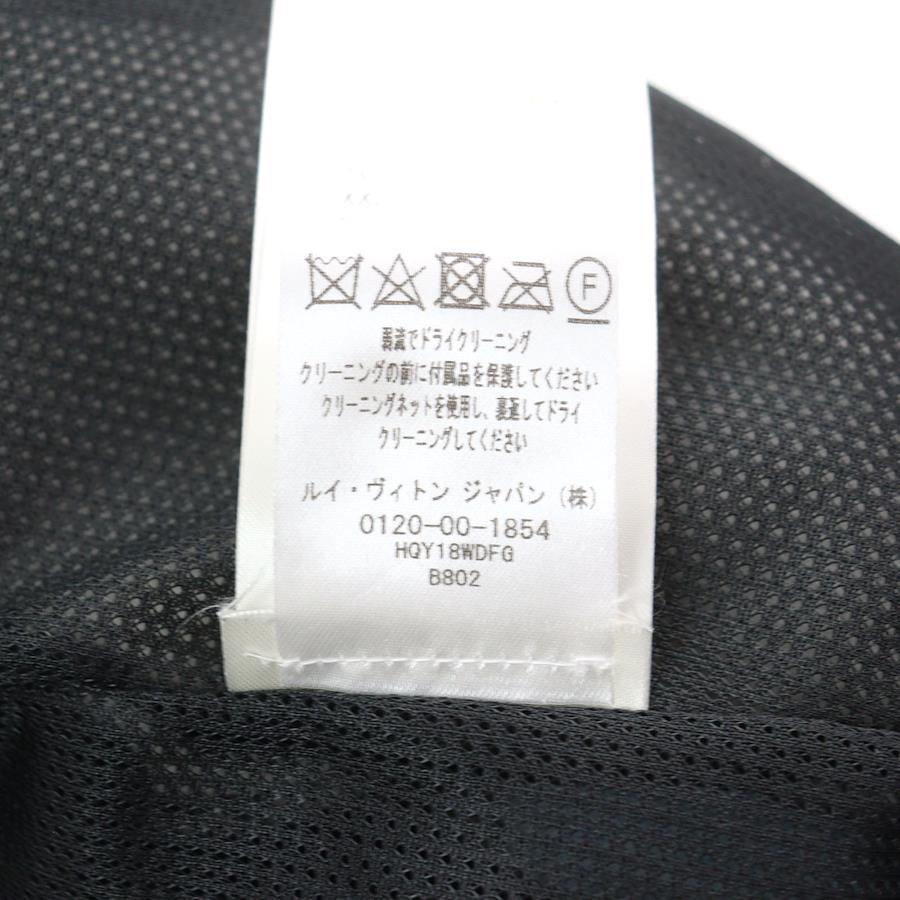 F
弱流でドライクリーニング
クリーニングの前に付属品を保護してください
クリーニングネットを使用し、裏返してドライ
クリーニングしてください
ルイ・ヴィトン ジャパン (株)
0120-00-1854
HQY18WDFG
B802